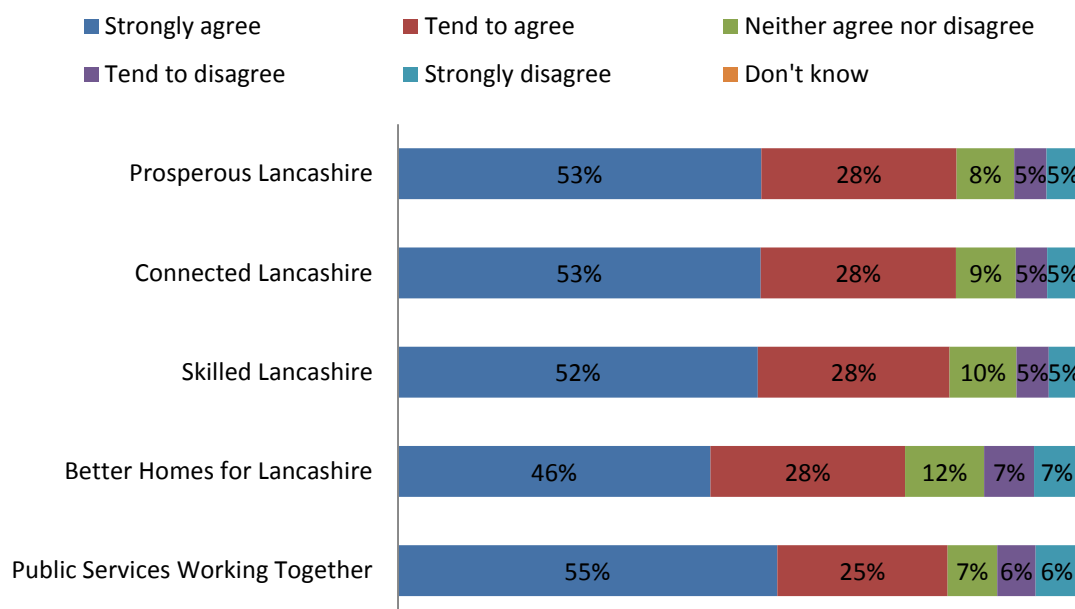 Strongly agree Tend to agree Neither agree nor disagree
Tend to disagree Strongly disagree Don't know
Prosperous Lancashire 53% 28% 8% 5% 5%
Connected Lancashire 53% 28% 9% 5% 5%
Skilled Lancashire 52% 28% 10% 5% 5%
Better Homes for Lancashire 46% 28% 12% 7% 7%
Public Services Working Together 55% 25% 7% 6% 6%